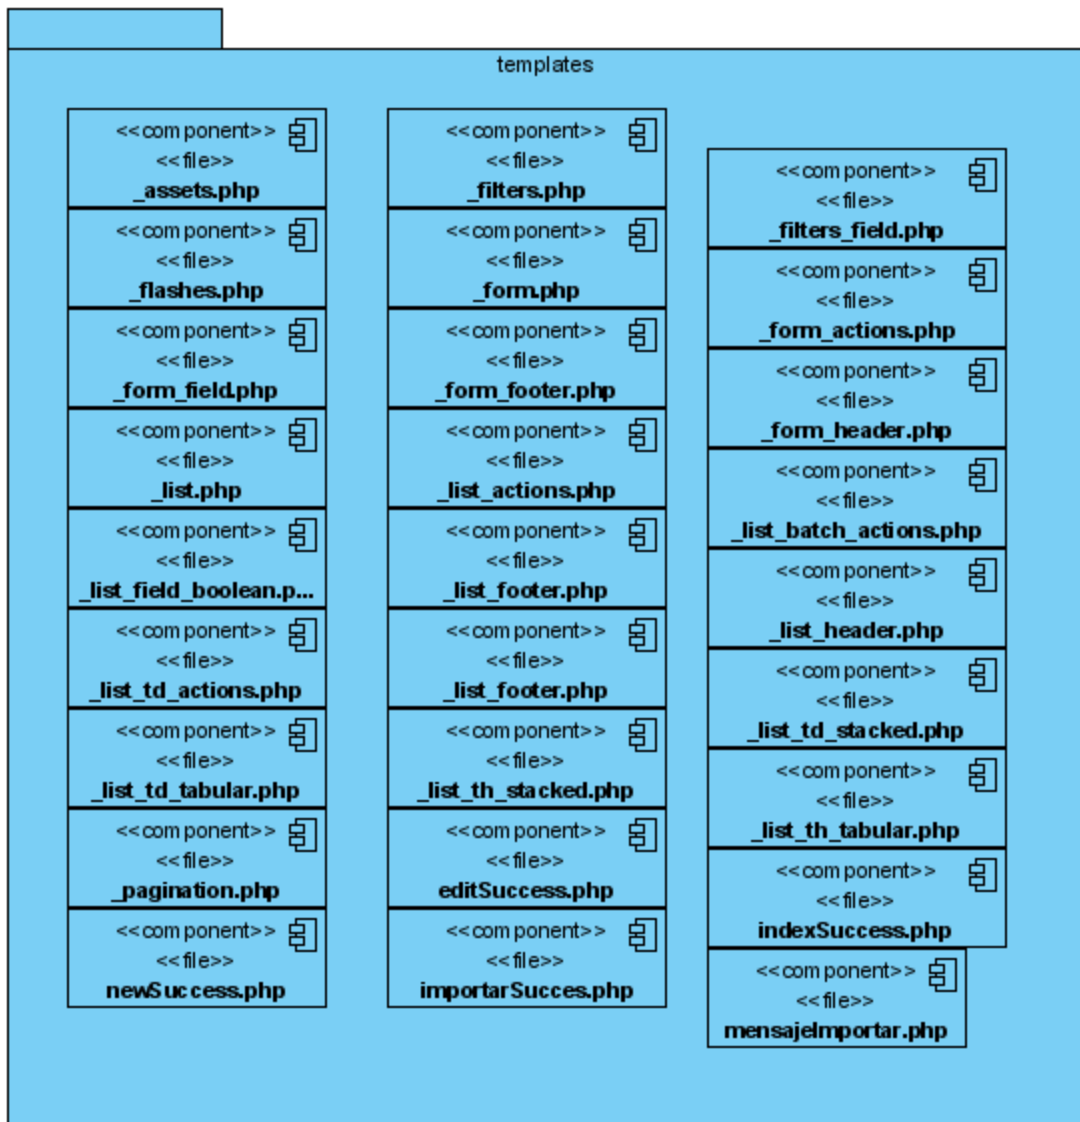 templates
<<component>>
<<file>>
_assets.php
<<component>>
<<file>>
_flashes.php
<<component>>
<<file>>
_form_field.php
<<component>>
<<file>>
_list.php
<<component>>
<<file>>
_list_field_boolean.p...
<<component>>
<<file>>
_list_td_actions.php
<<component>>
<<file>>
_list_td_tabular.php
<<component>>
<<file>>
_pagination.php
<<component>>
<<file>>
newSuccess.php
<<component>>
<<file>>
_filters.php
<<component>>
<<file>>
_form.php
<<component>>
<<file>>
_form_footer.php
<<component>>
<<file>>
_list_actions.php
<<component>>
<<file>>
_list_footer.php
<<component>>
<<file>>
_list_footer.php
<<component>>
<<file>>
_list_th_stacked.php
<<component>>
<<file>>
editSuccess.php
<<component>>
<<file>>
importarSucces.php
<<component>>
<<file>>
_filters_field.php
<<component>>
<<file>>
_form_actions.php
<<component>>
<<file>>
_form_header.php
<<component>>
<<file>>
_list_batch_actions.php
<<component>>
<<file>>
_list_header.php
<<component>>
<<file>>
_list_td_stacked.php
<<component>>
<<file>>
_list_th_tabular.php
<<component>>
<<file>>
indexSuccess.php
<<component>>
<<file>>
mensajeImportar.php